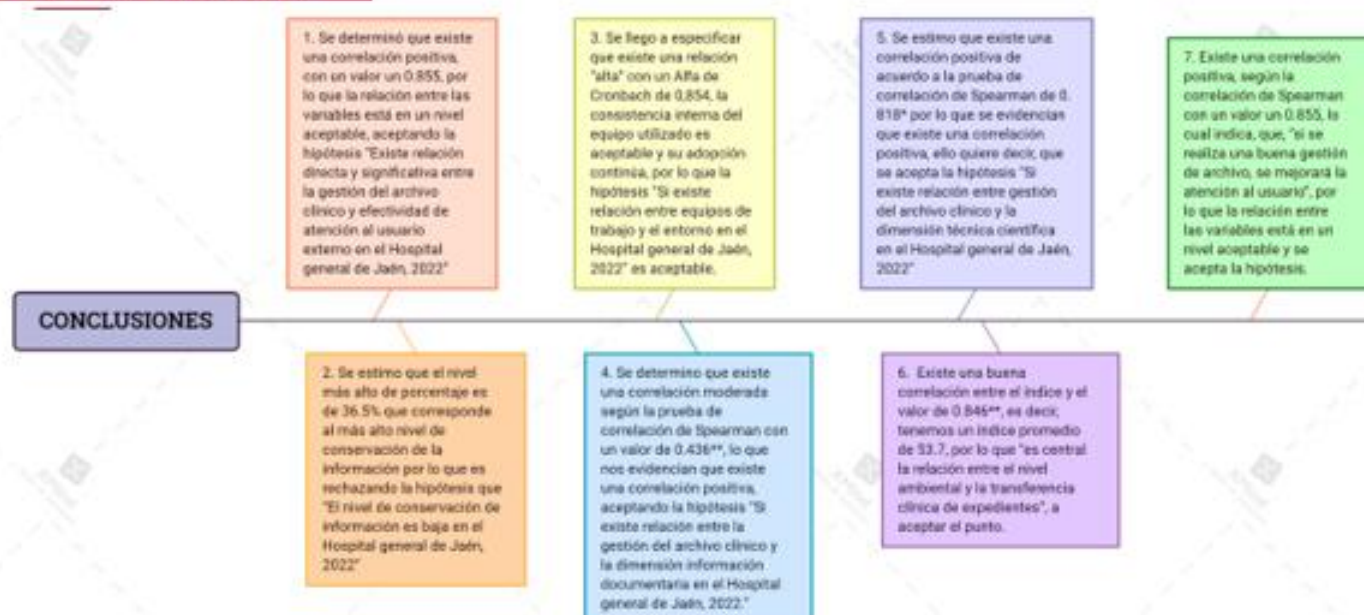 CONCLUSIONES
1. Se determinó que existe
una correlación positiva,
con un valor un 0.855, por
lo que la relación entre las
variables está en un nivel
aceptable, aceptando la
hipótesis "Existe relación
directa y significativa entre
la gestión del archivo
clínico y efectividad de
atención al usuario
externo en el Hospital
general de Jaén, 2022"
2. Se estimo que el nivel
más alto de porcentaje es
de 36.5% que corresponde
al más alto nivel de
conservación de la
información por lo que es
rechazando la hipótesis que
"El nivel de conservación de
información es baja en el
Hospital general de Jaén,
2022"
3. Se llego a especificar
que existe una relación
"alta" con un Alfa de
Cronbach de 0,854, la
consistencia interna del
equipo utilizado es
aceptable y su adopción
continúa, por lo que la
hipótesis "Si existe
relación entre equipos de
trabajo y el entorno en el
Hospital general de Jaén,
2022" es aceptable.
4. Se determino que existe
una correlación moderada
según la prueba de
correlación de Spearman con
un valor de 0.436**, lo que
nos evidencian que existe
una correlación positiva,
aceptando la hipótesis "Si
existe relación entre la
gestión del archivo clínico y
la dimensión información
documentaria en el Hospital
general de Jaén, 2022."
5. Se estimo que existe una
correlación positiva de
acuerdo a la prueba de
correlación de Spearman de 0.
818* por lo que se evidencian
que existe una correlación
positiva, ello quiere decir, que
se acepta la hipótesis "Si
existe relación entre gestión
del archivo clínico y la
dimensión técnica científica
en el Hospital general de Jaén,
2022"
6. Existe una buena
correlación entre el índice y el
valor de 0.846**, es decir,
tenemos un índice promedio
de 53.7, por lo que "es central
la relación entre el nivel
ambiental y la transferencia
clínica de expedientes", a
aceptar el punto.
7. Existe una correlación
positiva, según la
correlación de Spearman
con un valor un 0.855, lo
cual indica, que, "si se
realiza una buena gestión
de archivo, se mejorará la
atención al usuario", por
lo que la relación entre
las variables está en un
nivel aceptable y se
acepta la hipótesis.